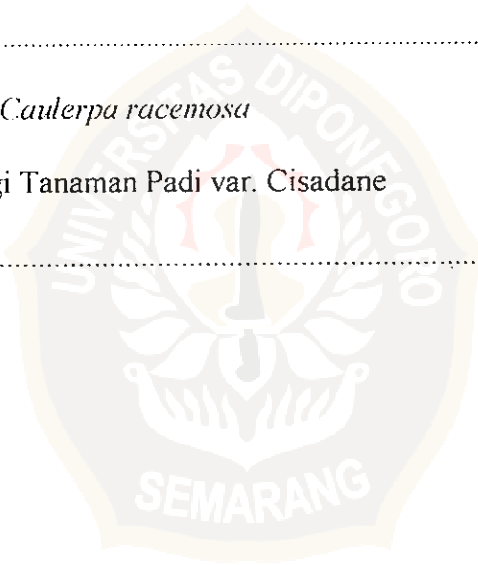 Caulerpa racemosa
gi Tanaman Padi var. Cisadane
UNIVERSITAS DIPONEGORO
SEMARANG